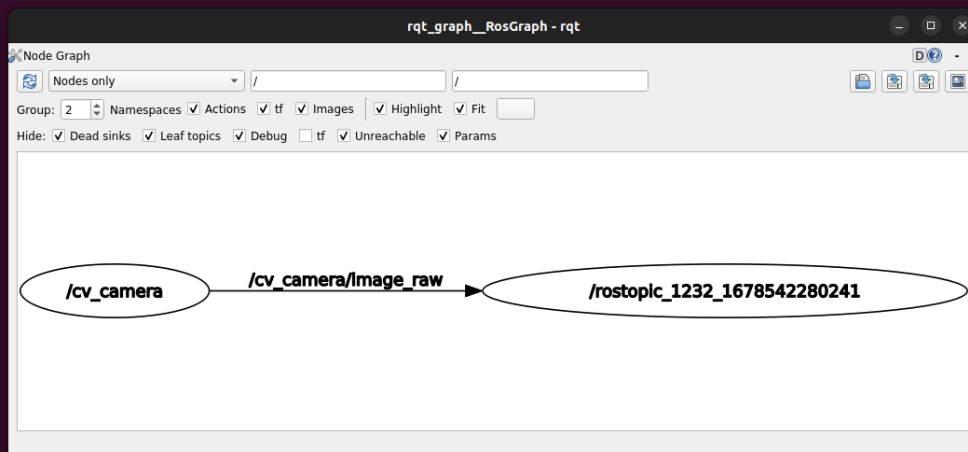 rqt_graph__RosGraph - rqt
Node Graph
D ? -
Nodes only / /
Group: 2 Namespaces Actions tf Images Highlight Fit
Hide: Dead sinks Leaf topics Debug tf Unreachable Params
/cv_camera /cv_camera/image_raw /rostopic_1232_1678542280241